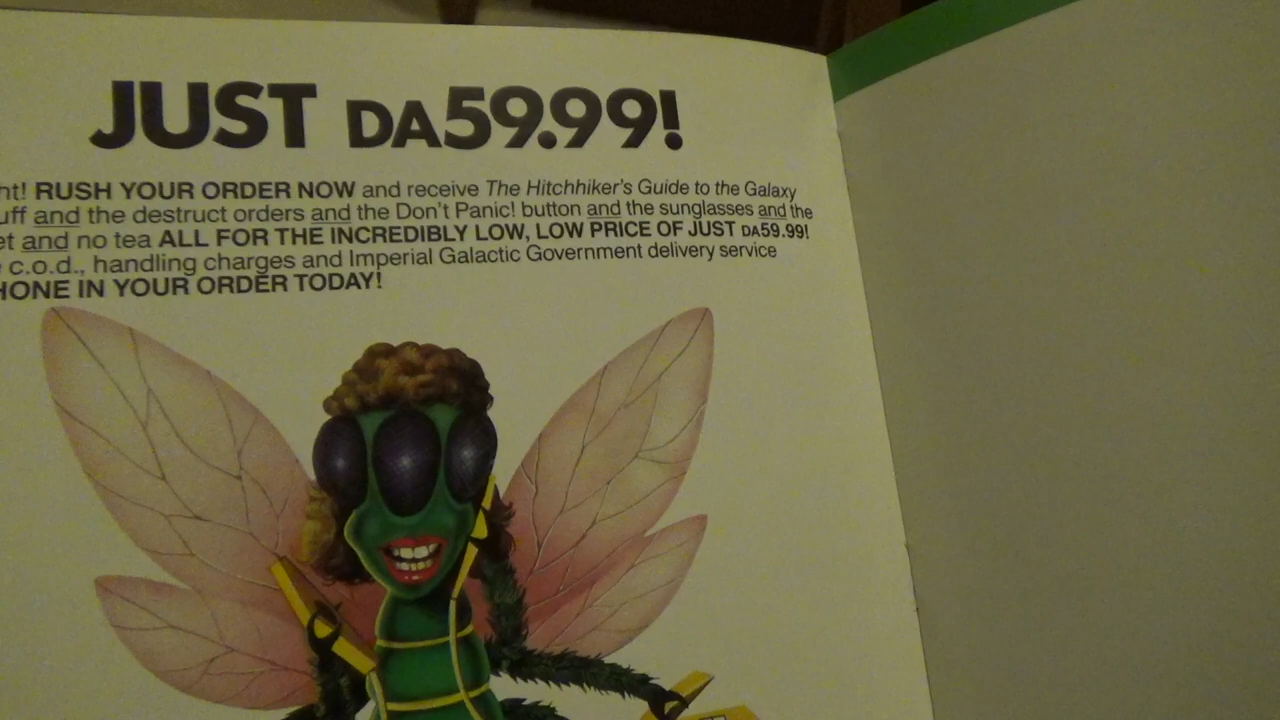 JUST DA59.99!
ht! RUSH YOUR ORDER NOW and receive The Hitchhiker's Guide to the Galaxy
uff and the destruct orders and the Don't Panic! button and the sunglasses and the
et and no tea ALL FOR THE INCREDIBLY LOW, LOW PRICE OF JUST DA59.99!
c.o.d., handling charges and Imperial Galactic Government delivery service
HONE IN YOUR ORDER TODAY!